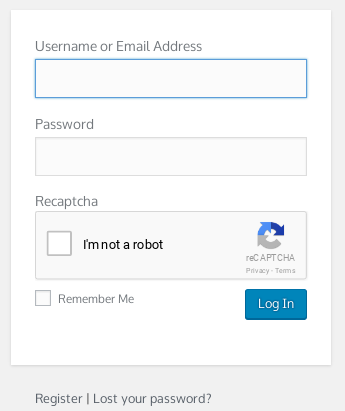 Username or Email Address
Password
Recaptcha
I'm not a robot
reCAPTCHA
Privacy - Terms
Remember Me
Log In
Register | Lost your password?